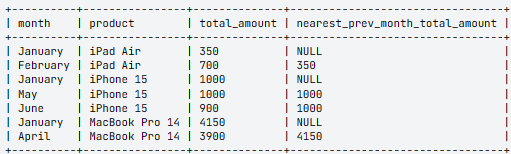 +----------+----------------+--------------+--------------------------------+
| month    | product        | total_amount | nearest_prev_month_total_amount |
+----------+----------------+--------------+--------------------------------+
| January  | iPad Air       | 350          | NULL                           |
| February | iPad Air       | 700          | 350                            |
| January  | iPhone 15      | 1000         | NULL                           |
| May      | iPhone 15      | 1000         | 1000                           |
| June     | iPhone 15      | 900          | 1000                           |
| January  | MacBook Pro 14 | 4150         | NULL                           |
| April    | MacBook Pro 14 | 3900         | 4150                           |
+----------+----------------+--------------+--------------------------------+